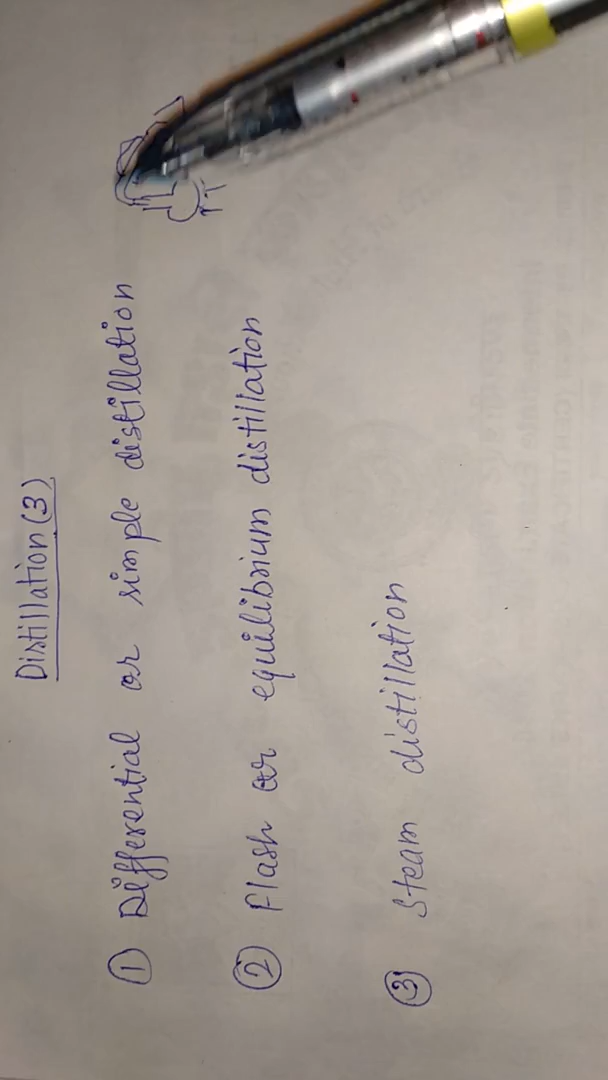 Distillation (3)
① Differential or simple distillation
② Flash or equilibrium distillation
③ Steam distillation